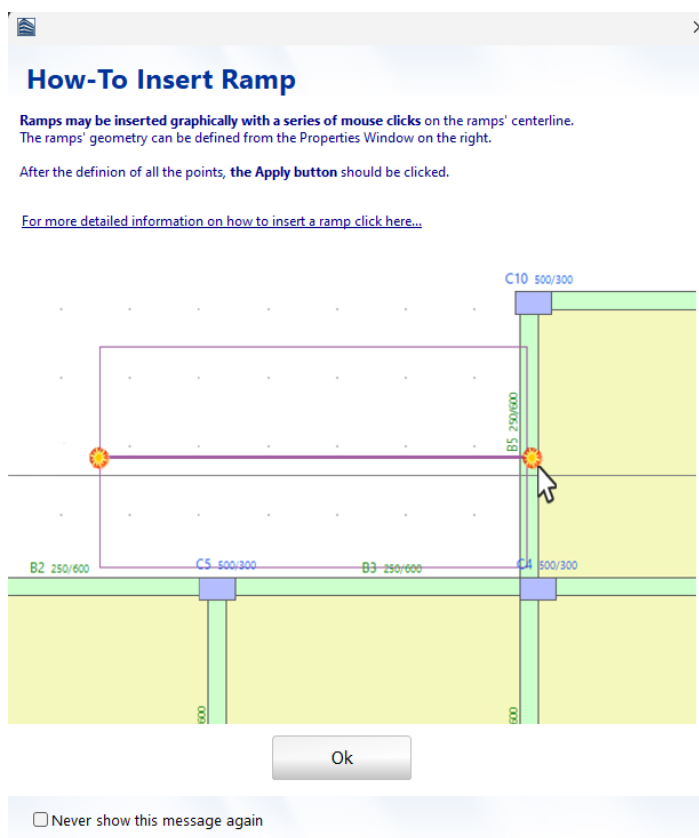 How-To Insert Ramp
Ramps may be inserted graphically with a series of mouse clicks on the ramps' centerline.
The ramps' geometry can be defined from the Properties Window on the right.
After the definion of all the points, the Apply button should be clicked.
For more detailed information on how to insert a ramp click here...
C10 500/300
B5 250/600
B2 250/600
C5 500/300
B3 250/600
C4 500/300
600
600
Ok
Never show this message again